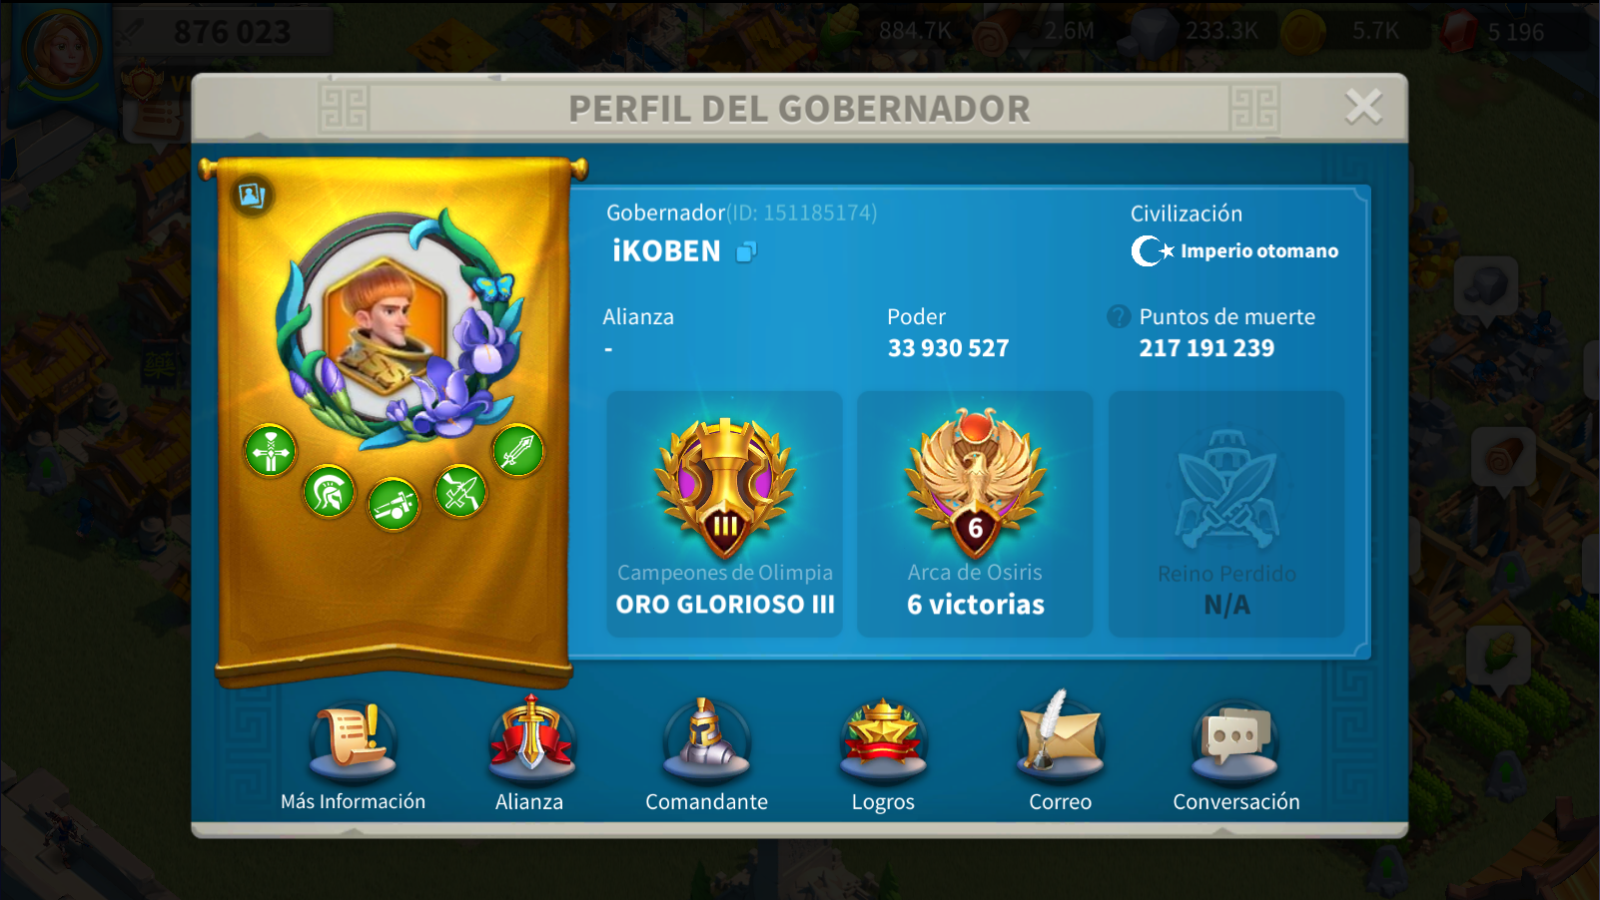 876 023
884.7K
2.6M
233.3K
5.7K
5 196
PERFIL DEL GOBERNADOR
Gobernador(ID: 151185174)
iKOBEN
Civilización
Imperio otomano
Alianza
-
Poder
33 930 527
? Puntos de muerte
217 191 239
III
Campeones de Olimpia
ORO GLORIOSO III
6
Arca de Osiris
6 victorias
Reino Perdido
N/A
Más Información
Alianza
Comandante
Logros
Correo
Conversación